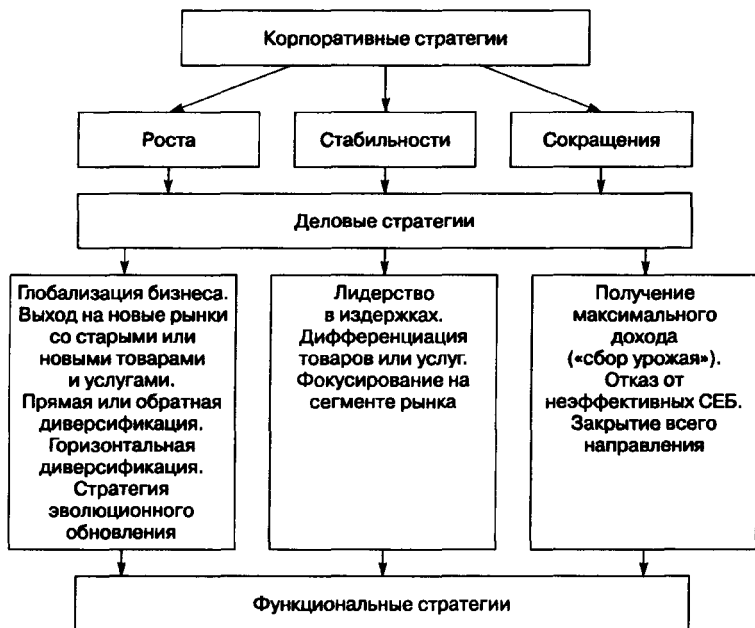 Корпоративные стратегии
Роста
Стабильности
Сокращения
Деловые стратегии
Глобализация бизнеса.
Выход на новые рынки
со старыми или
новыми товарами
и услугами.
Прямая или обратная
диверсификация.
Горизонтальная
диверсификация.
Стратегия
эволюционного
обновления
Лидерство
в издержках.
Дифференциация
товаров или услуг.
Фокусирование на
сегменте рынка
Получение
максимального
дохода
(«сбор урожая»).
Отказ от
неэффективных СЕБ.
Закрытие всего
направления
Функциональные стратегии